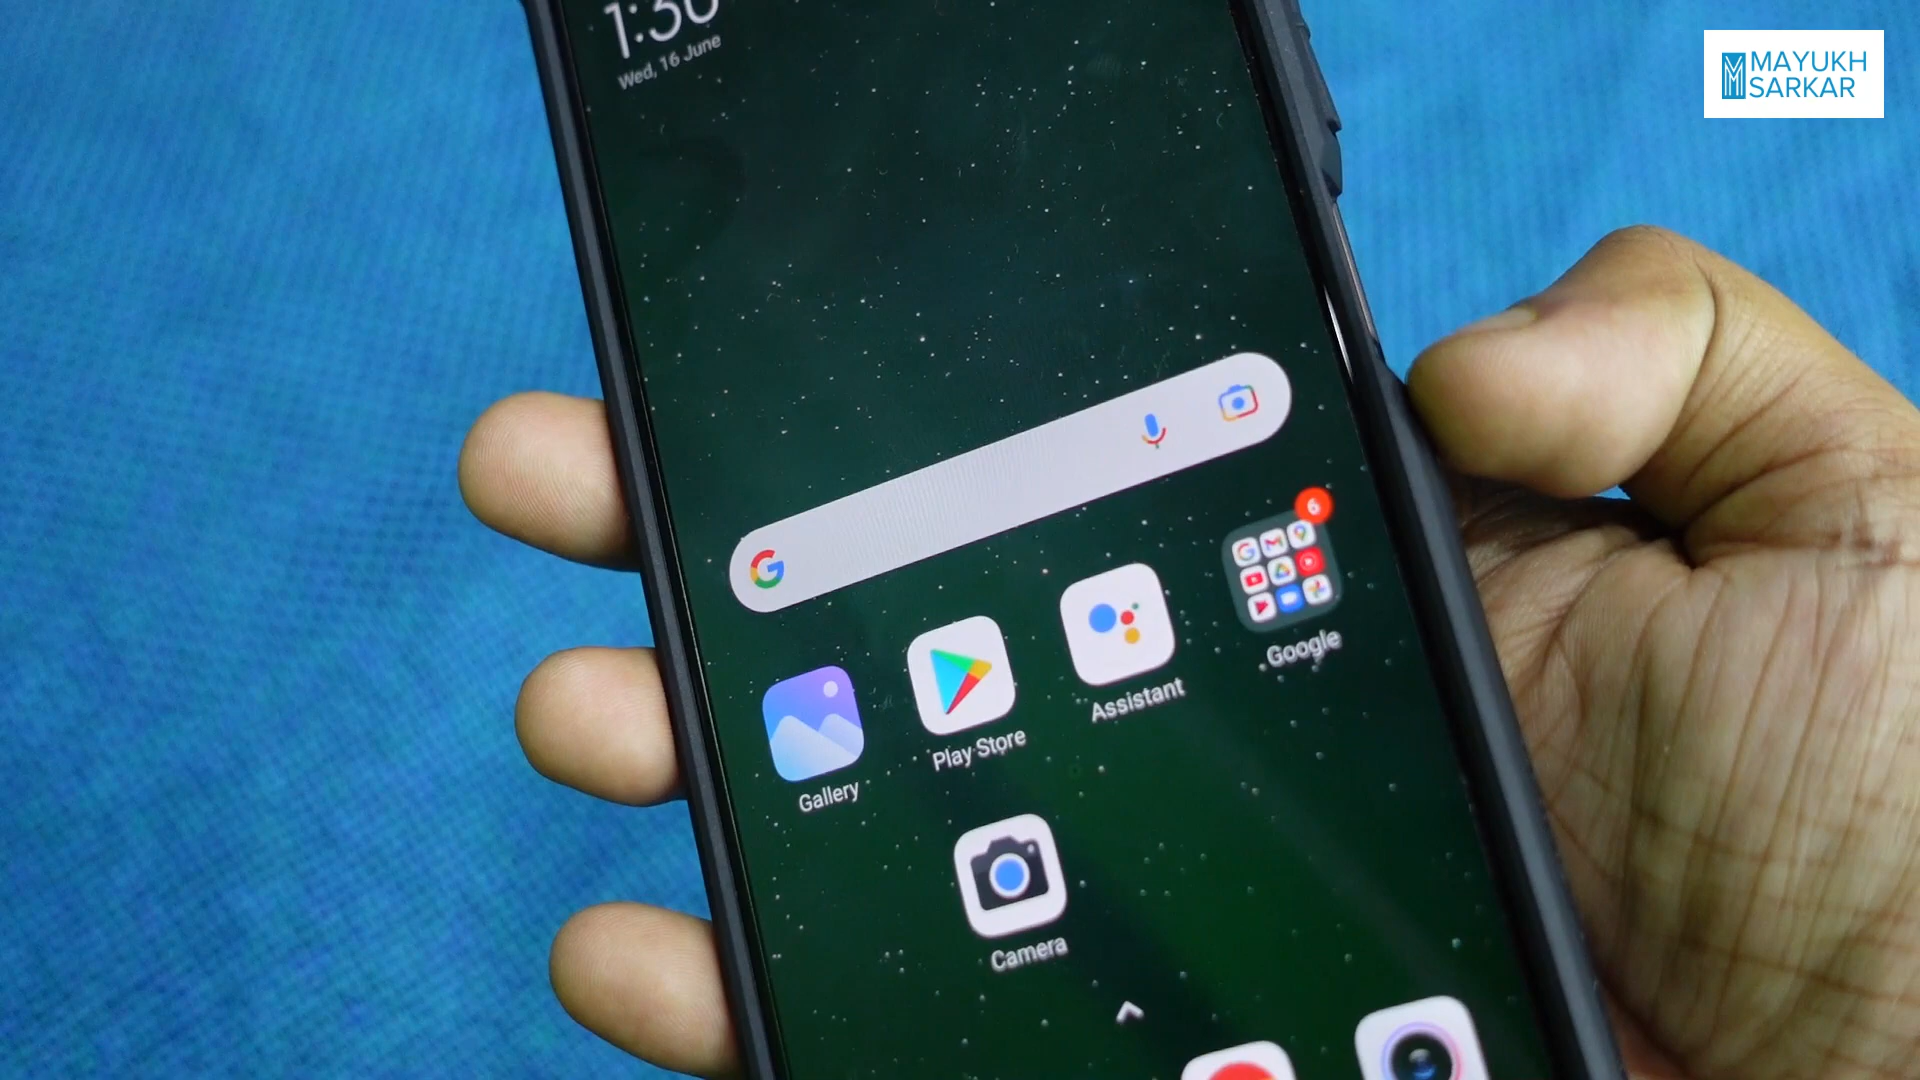 1:30
Wed, 16 June
MAYUKH
SARKAR
6
Gallery
Play Store
Assistant
Google
Camera